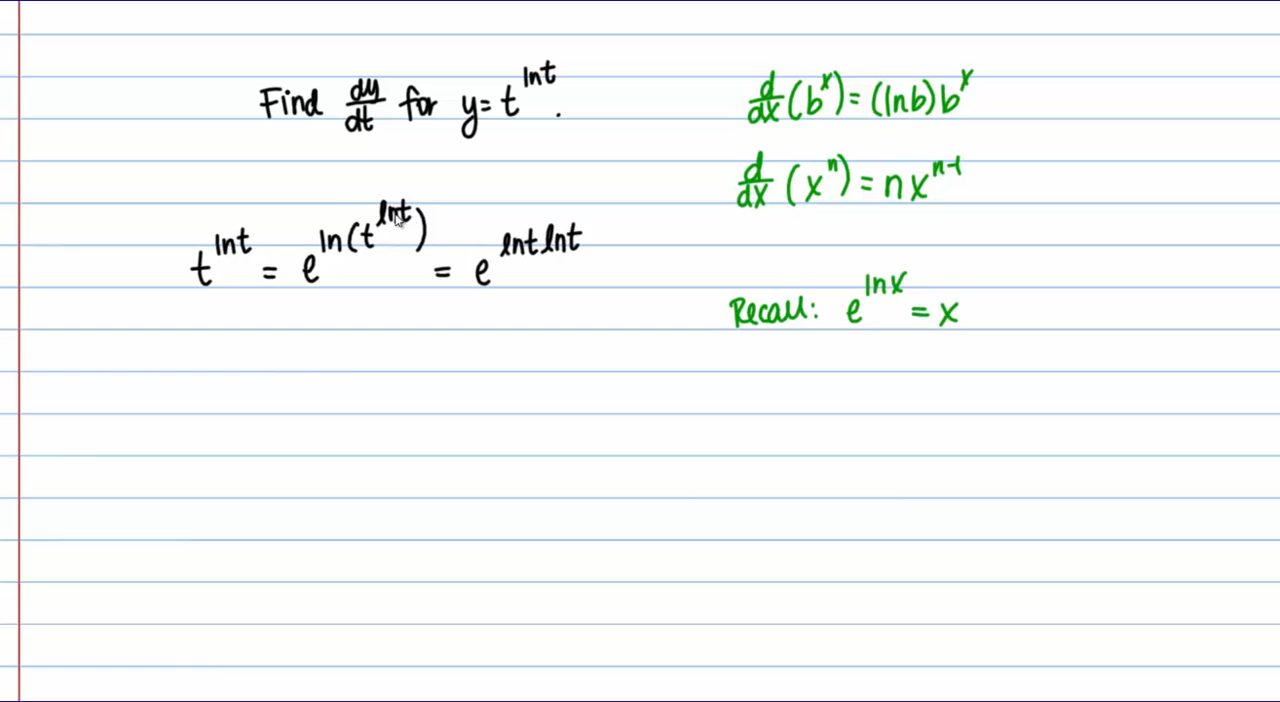 Find dy/dt for y = t^{ln t}.
d/dx (b^x) = (ln b) b^x
d/dx (x^n) = n x^{n-1}
t^{ln t} = e^{ln(t^{ln t})} = e^{ln t ln t}
Recall: e^{ln x} = x